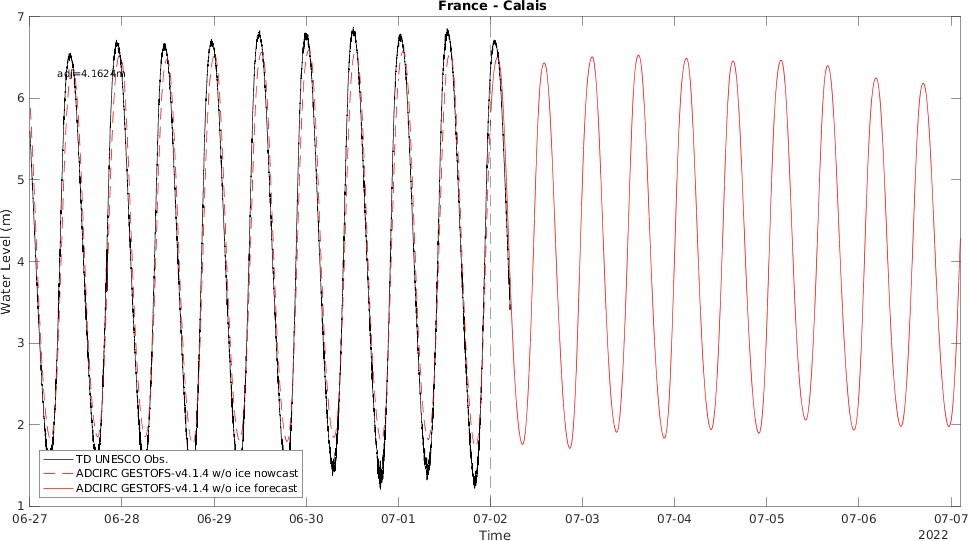 France - Calais
7
adj=4.1624m
6
5
4
3
2
1
Water Level (m)
TD UNESCO Obs.
ADCIRC GESTOFS-v4.1.4 w/o ice nowcast
ADCIRC GESTOFS-v4.1.4 w/o ice forecast
06-27 06-28 06-29 06-30 07-01 07-02 07-03 07-04 07-05 07-06 07-07
Time
2022